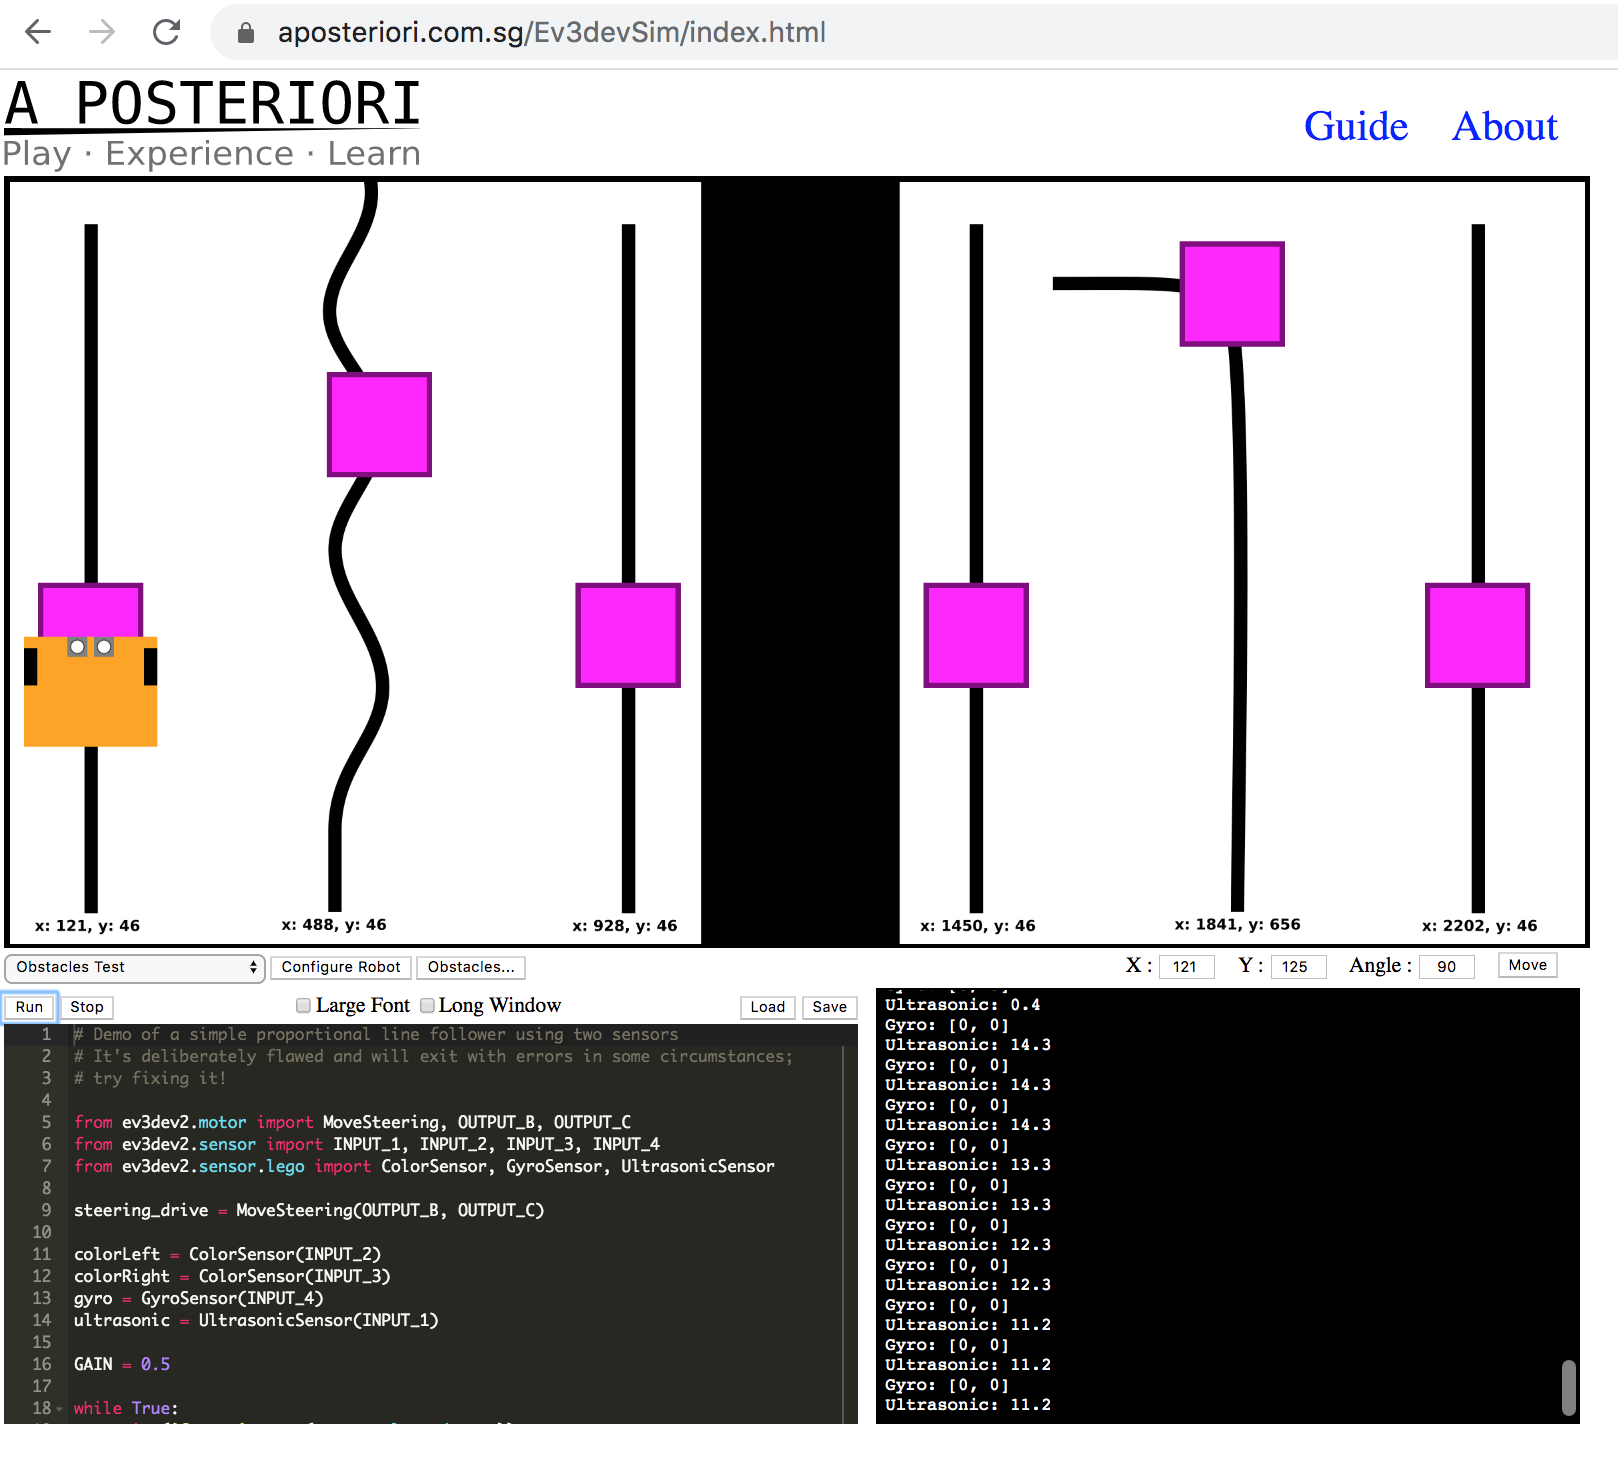 aposteriori.com.sg/Ev3devSim/index.html
A POSTERIORI
Play · Experience · Learn
Guide About
x: 121, y: 46
x: 488, y: 46
x: 928, y: 46
x: 1450, y: 46
x: 1841, y: 656
x: 2202, y: 46
Obstacles Test Configure Robot Obstacles... X : 121 Y : 125 Angle : 90 Move
Run Stop Large Font Long Window Load Save
1 # Demo of a simple proportional line follower using two sensors
2 # It's deliberately flawed and will exit with errors in some circumstances;
3 # try fixing it!
4
5 from ev3dev2.motor import MoveSteering, OUTPUT_B, OUTPUT_C
6 from ev3dev2.sensor import INPUT_1, INPUT_2, INPUT_3, INPUT_4
7 from ev3dev2.sensor.lego import ColorSensor, GyroSensor, UltrasonicSensor
8
9 steering_drive = MoveSteering(OUTPUT_B, OUTPUT_C)
10
11 colorLeft = ColorSensor(INPUT_2)
12 colorRight = ColorSensor(INPUT_3)
13 gyro = GyroSensor(INPUT_4)
14 ultrasonic = UltrasonicSensor(INPUT_1)
15
16 GAIN = 0.5
17
18 while True:
Ultrasonic: 0.4
Gyro: [0, 0]
Ultrasonic: 14.3
Gyro: [0, 0]
Ultrasonic: 14.3
Gyro: [0, 0]
Ultrasonic: 14.3
Gyro: [0, 0]
Ultrasonic: 13.3
Gyro: [0, 0]
Ultrasonic: 13.3
Gyro: [0, 0]
Ultrasonic: 12.3
Gyro: [0, 0]
Ultrasonic: 12.3
Gyro: [0, 0]
Ultrasonic: 11.2
Gyro: [0, 0]
Ultrasonic: 11.2
Gyro: [0, 0]
Ultrasonic: 11.2